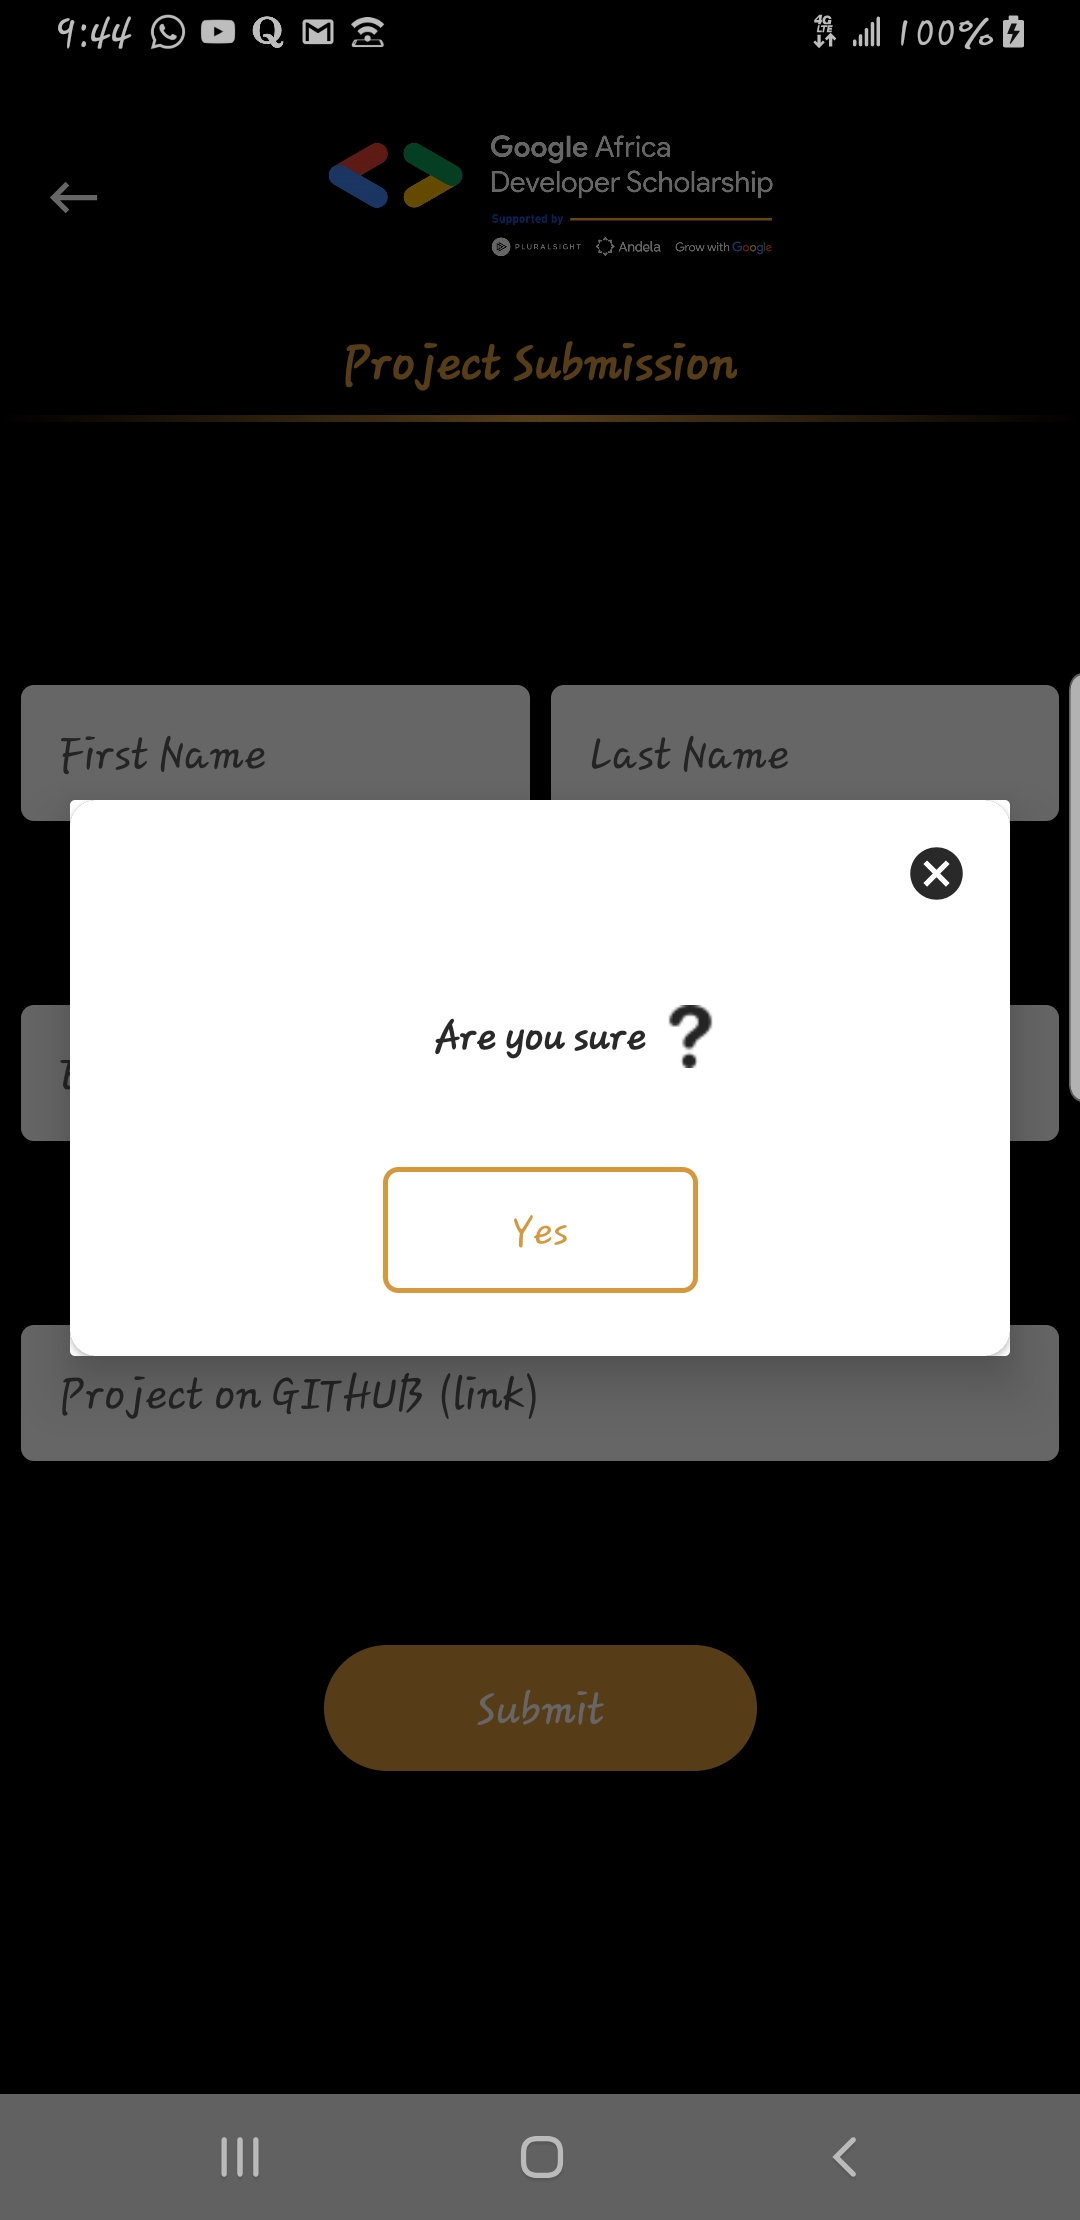 9:44
4G
LTE
100%
Google Africa
Developer Scholarship
Supported by
PLURALSIGHT Andela Grow with Google
Project Submission
First Name Last Name
Are you sure ?
Yes
Project on GITHUB (link)
Submit